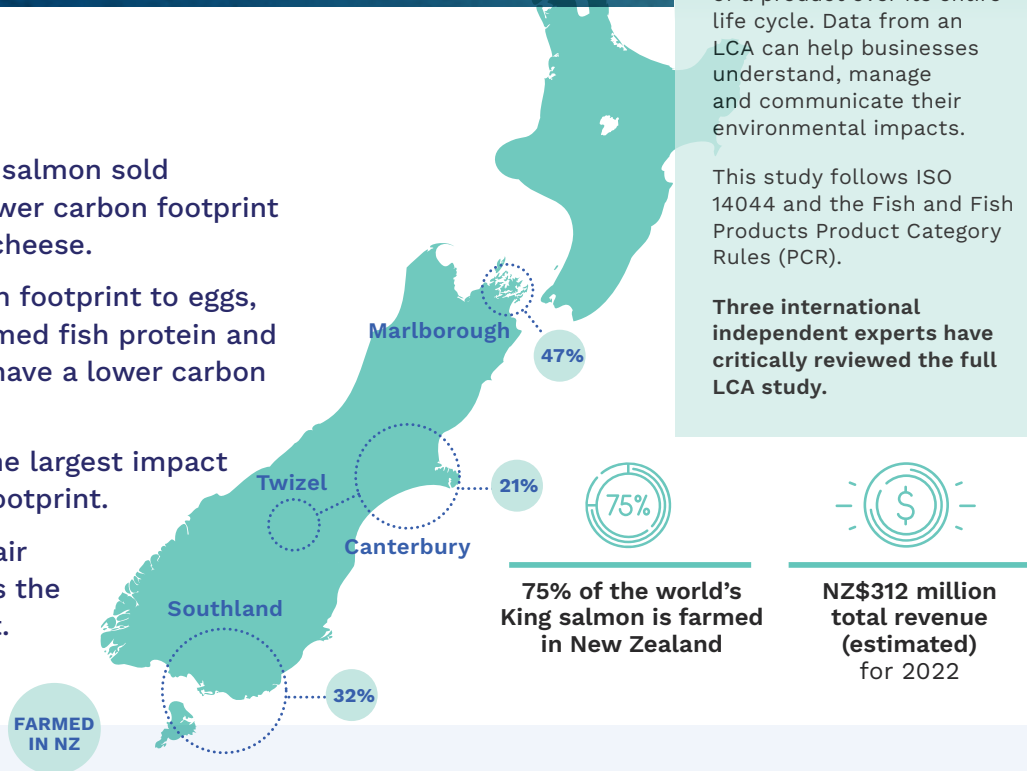 salmon sold
carbon footprint
cheese.
footprint to eggs,
fish protein and
have a lower carbon
largest impact
air
the
life cycle. Data from an
LCA can help businesses
understand, manage
and communicate their
environmental impacts.
This study follows ISO
14044 and the Fish and Fish
Products Product Category
Rules (PCR).
Three international
independent experts have
critically reviewed the full
LCA study.
Marlborough
47%
Twizel
21%
Canterbury
Southland
32%
FARMED
IN NZ
75%
75% of the world's
King salmon is farmed
in New Zealand
$
NZ$312 million
total revenue
(estimated)
for 2022